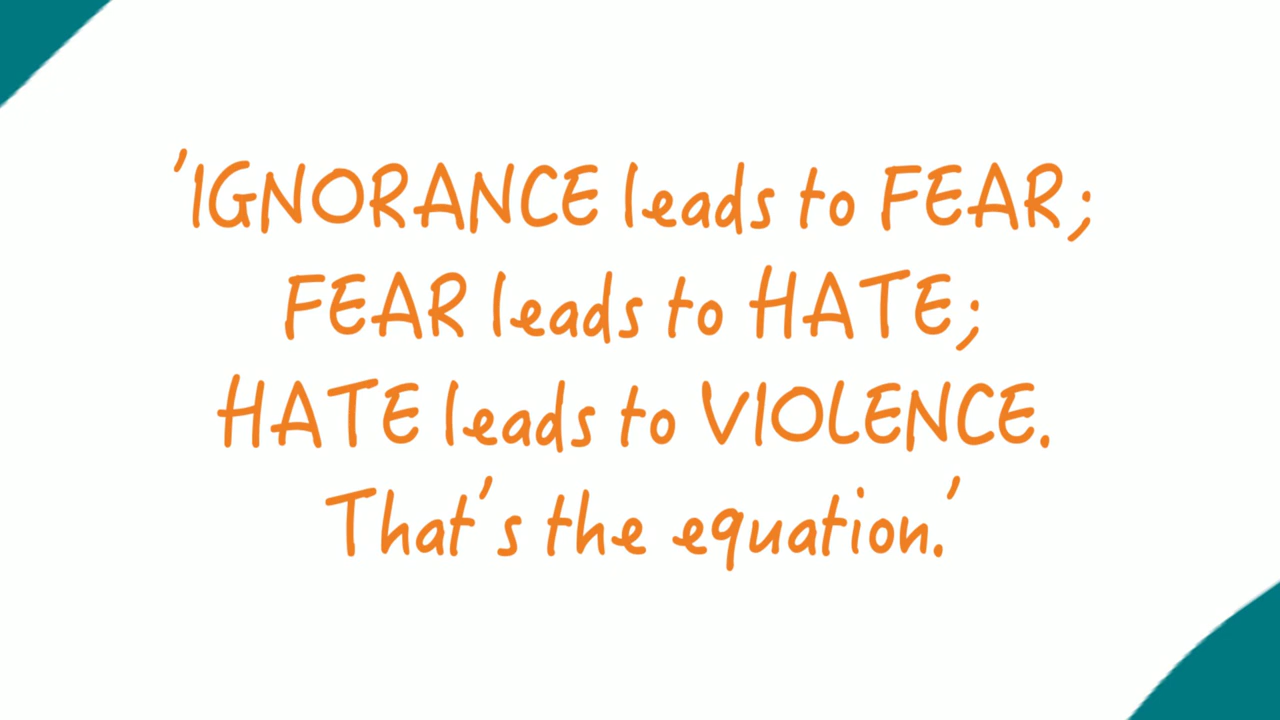 'IGNORANCE leads to FEAR;
FEAR leads to HATE;
HATE leads to VIOLENCE.
That's the equation.'